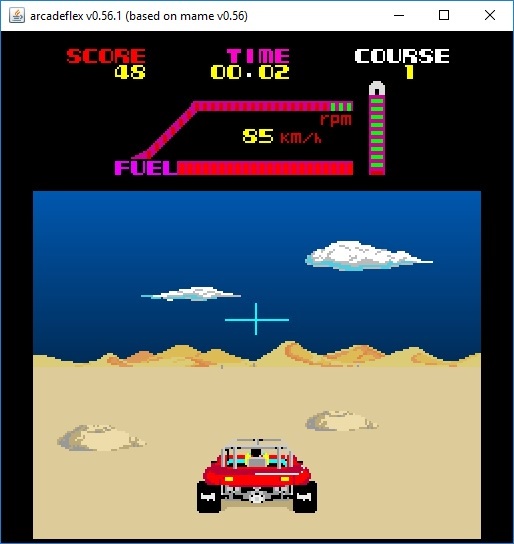 arcadeflex v0.56.1 (based on mame v0.56)
SCORE TIME COURSE
48 00.02 1
rpm
85 KM/h
FUEL